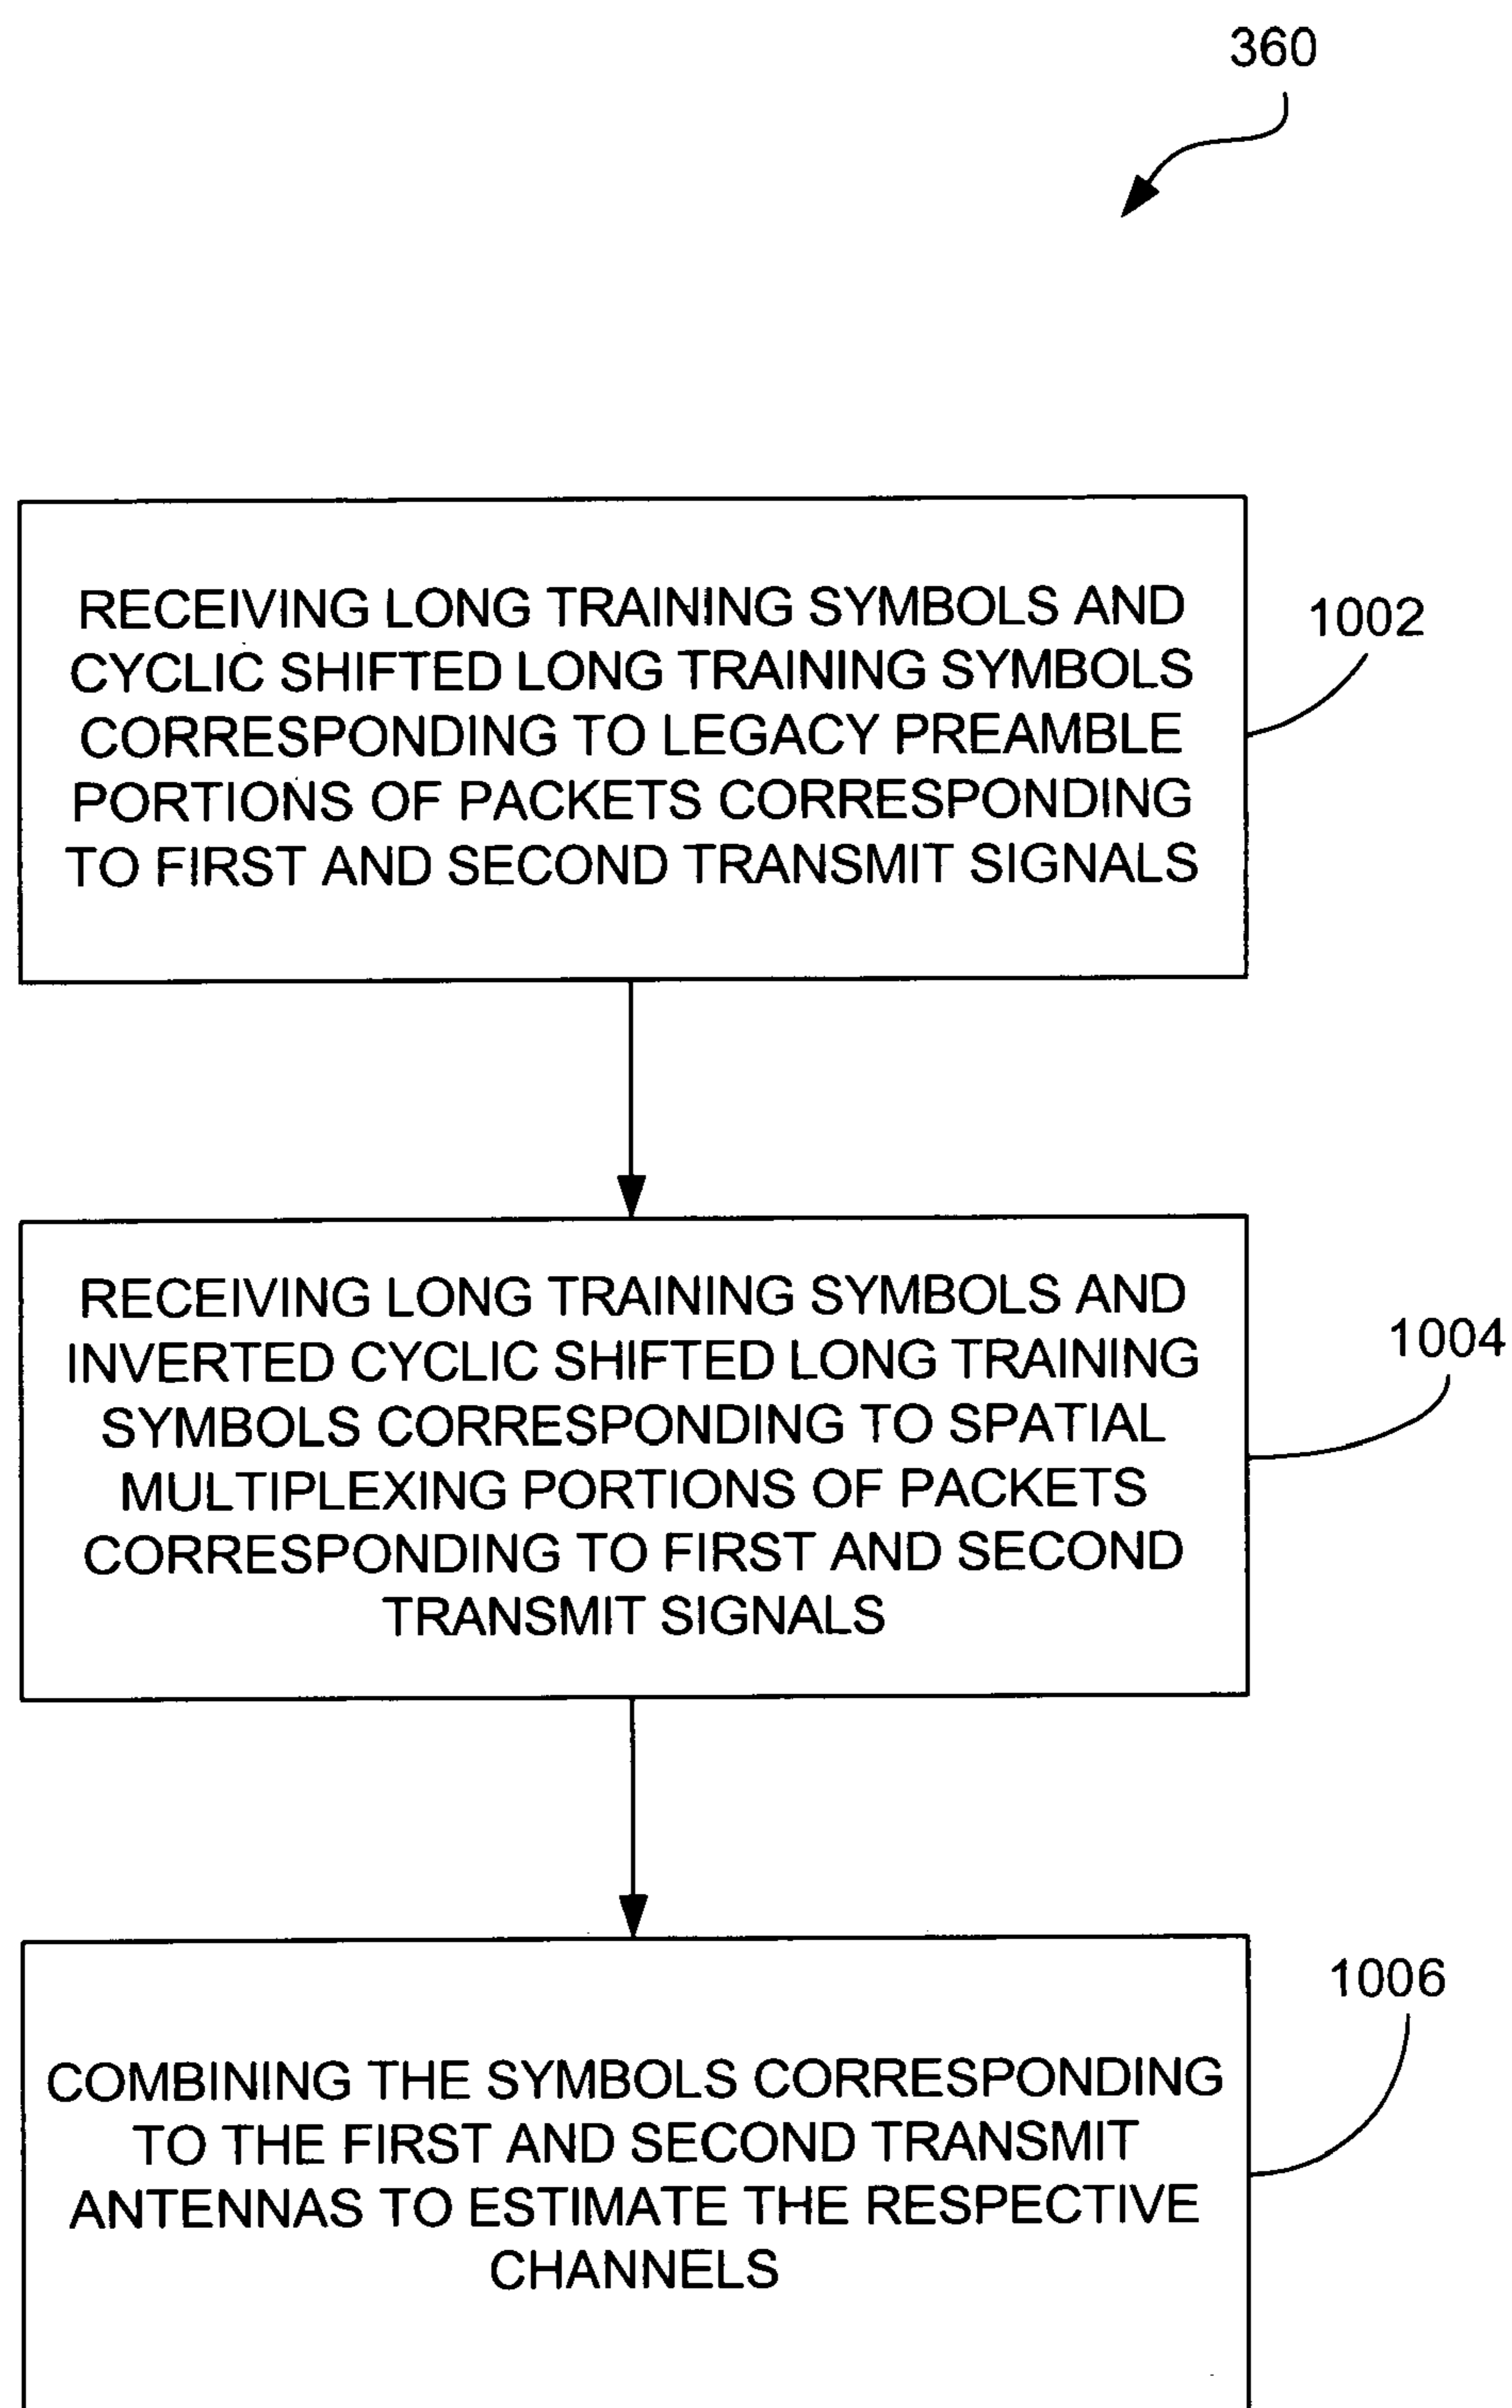 360
RECEIVING LONG TRAINING SYMBOLS AND
CYCLIC SHIFTED LONG TRAINING SYMBOLS
CORRESPONDING TO LEGACY PREAMBLE
PORTIONS OF PACKETS CORRESPONDING
TO FIRST AND SECOND TRANSMIT SIGNALS
1002
RECEIVING LONG TRAINING SYMBOLS AND
INVERTED CYCLIC SHIFTED LONG TRAINING
SYMBOLS CORRESPONDING TO SPATIAL
MULTIPLEXING PORTIONS OF PACKETS
CORRESPONDING TO FIRST AND SECOND
TRANSMIT SIGNALS
1004
COMBINING THE SYMBOLS CORRESPONDING
TO THE FIRST AND SECOND TRANSMIT
ANTENNAS TO ESTIMATE THE RESPECTIVE
CHANNELS
1006